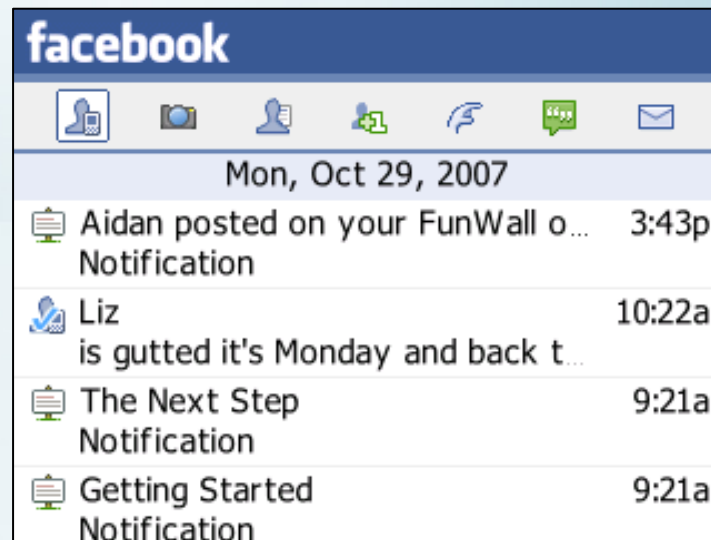 facebook
Mon, Oct 29, 2007
Aidan posted on your FunWall o... 3:43p
Notification
Liz 10:22a
is gutted it's Monday and back t...
The Next Step 9:21a
Notification
Getting Started 9:21a
Notification